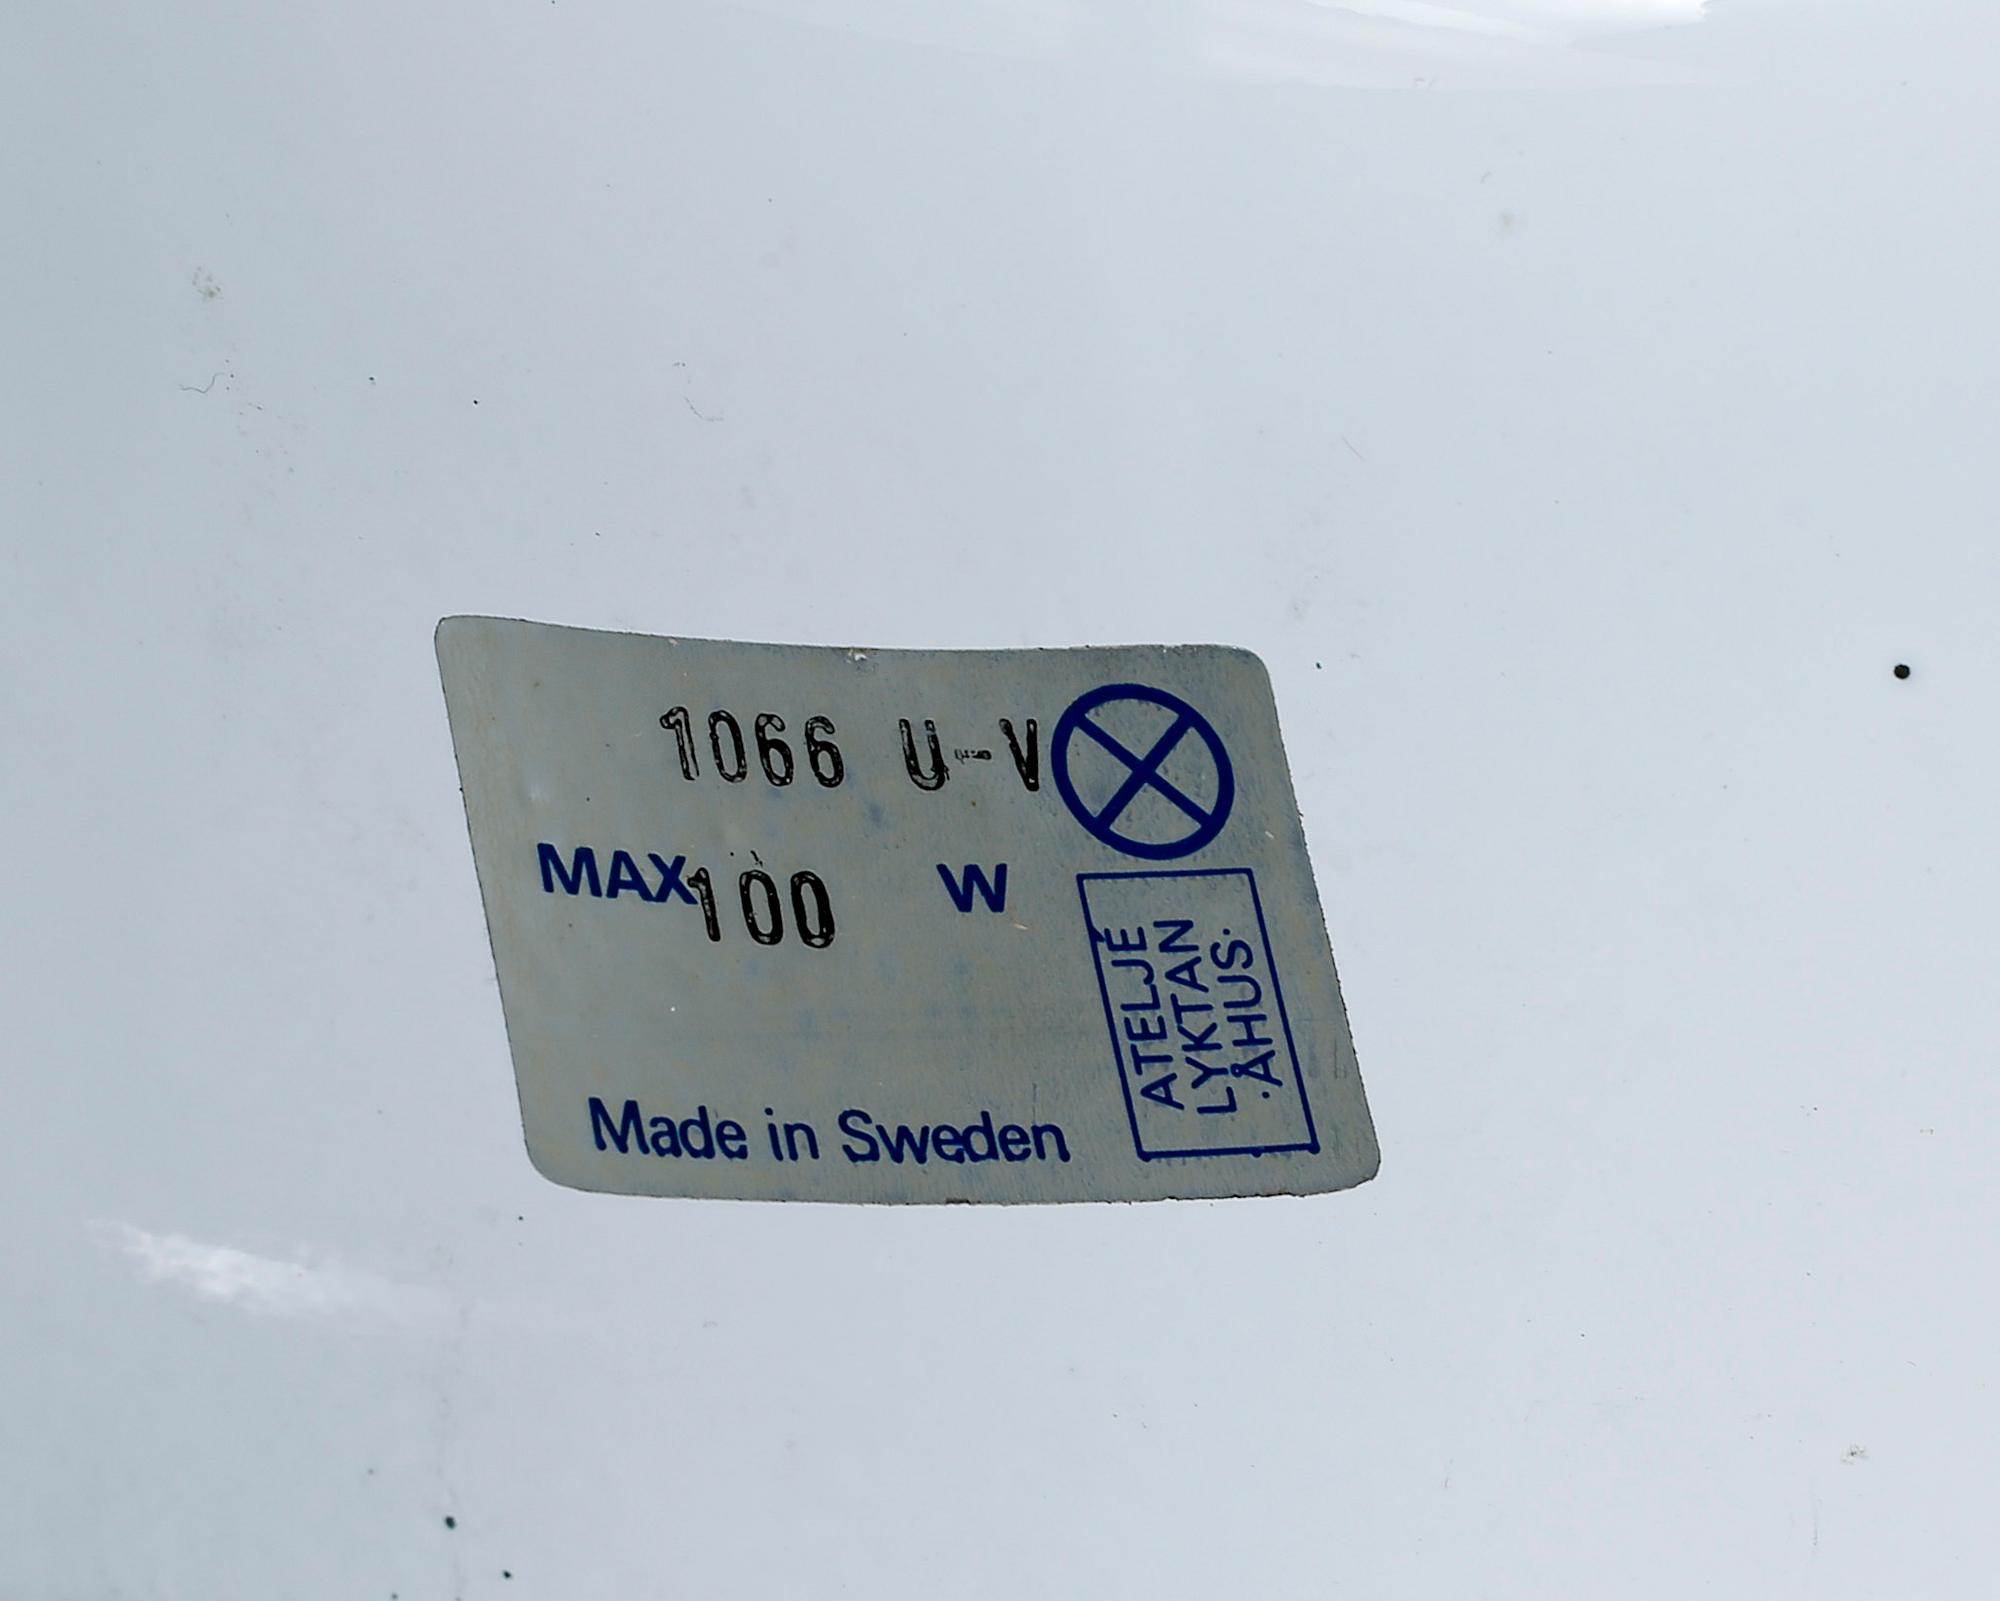 1066 U-V
MAX 100 W
ATELJÉ
LYKTAN
·ÅHUS·
Made in Sweden